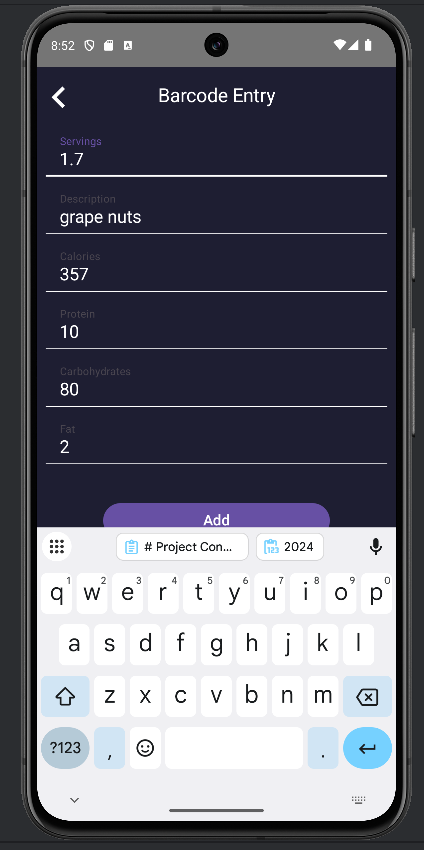 8:52
Barcode Entry
Servings
1.7
Description
grape nuts
Calories
357
Protein
10
Carbohydrates
80
Fat
2
Add
# Project Con... 123 2024
q1 w2 e3 r4 t5 y6 u7 i8 o9 p0
a s d f g h j k l
z x c v b n m
?123 , .